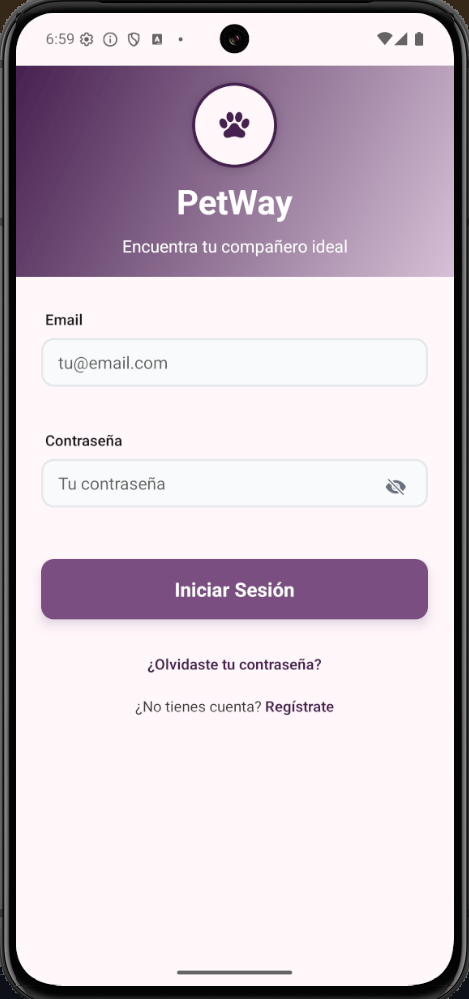 6:59
PetWay
Encuentra tu compañero ideal
Email
tu@email.com
Contraseña
Tu contraseña
Iniciar Sesión
¿Olvidaste tu contraseña?
¿No tienes cuenta? Regístrate